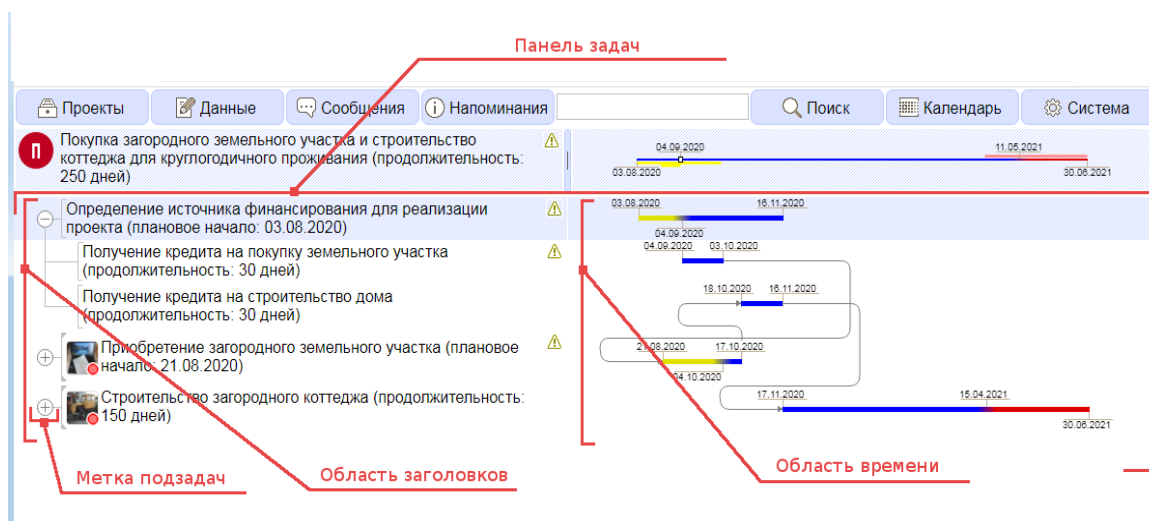 Панель задач
Проекты Данные Сообщения Напоминания Поиск Календарь Система
П
Покупка загородного земельного участка и строительство
коттеджа для круглогодичного проживания (продолжительность:
250 дней)
04.09.2020 11.05.2021
03.08.2020 30.06.2021
Определение источника финансирования для реализации
проекта (плановое начало: 03.08.2020)
03.08.2020 16.11.2020
04.09.2020
Получение кредита на покупку земельного участка
(продолжительность: 30 дней)
04.09.2020 03.10.2020
Получение кредита на строительство дома
(продолжительность: 30 дней)
18.10.2020 16.11.2020
Приобретение загородного земельного участка (плановое
начало: 21.08.2020)
21.08.2020 17.10.2020
04.10.2020
Строительство загородного коттеджа (продолжительность:
150 дней)
17.11.2020 15.04.2021
30.06.2021
Метка подзадач
Область заголовков
Область времени